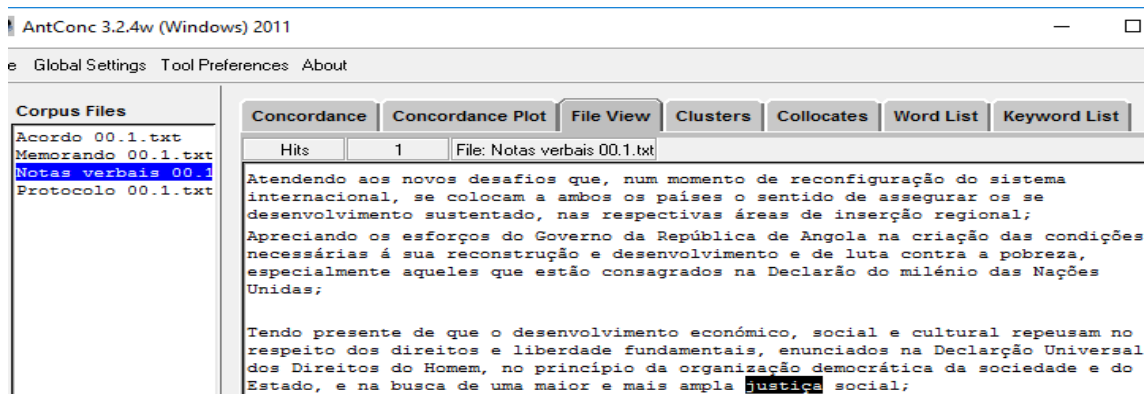 AntConc 3.2.4w (Windows) 2011
e Global Settings Tool Preferences About
Corpus Files
Acordo 00.1.txt
Memorando 00.1.txt
Notas verbais 00.1
Protocolo 00.1.txt
Concordance Concordance Plot File View Clusters Collocates Word List Keyword List
Hits 1 File: Notas verbais 00.1.txt
Atendendo aos novos desafios que, num momento de reconfiguração do sistema
internacional, se colocam a ambos os países o sentido de assegurar os se
desenvolvimento sustentado, nas respectivas áreas de inserção regional;
Apreciando os esforços do Governo da República de Angola na criação das condições
necessárias á sua reconstrução e desenvolvimento e de luta contra a pobreza,
especialmente aqueles que estão consagrados na Declarão do milénio das Nações
Unidas;
Tendo presente de que o desenvolvimento económico, social e cultural repeusam no
respeito dos direitos e liberdade fundamentais, enunciados na Declarção Universal
dos Direitos do Homem, no princípio da organização democrática da sociedade e do
Estado, e na busca de uma maior e mais ampla justiça social;